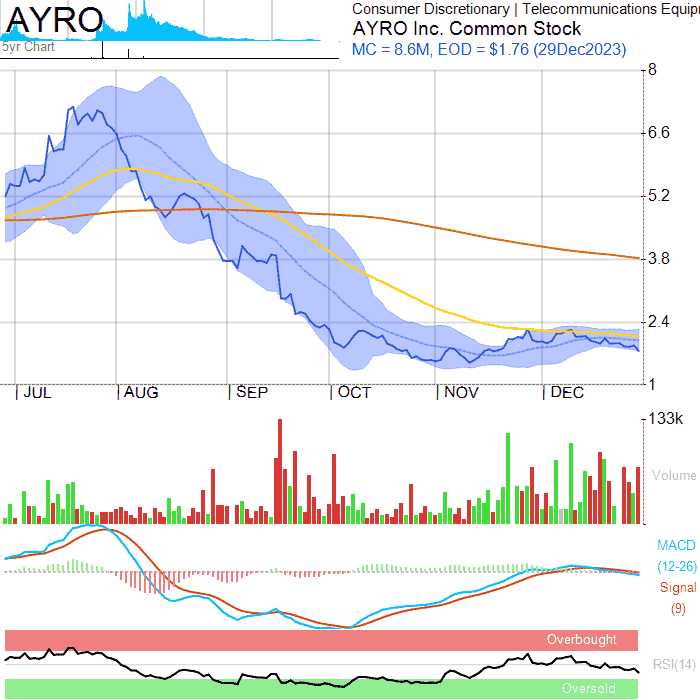 AYRO
5yr Chart
Consumer Discretionary | Telecommunications Equip
AYRO Inc. Common Stock
MC = 8.6M, EOD = $1.76 (29Dec2023)
8
6.6
5.2
3.8
2.4
1
JUL AUG SEP OCT NOV DEC
133k
Volume
MACD
(12-26)
Signal
(9)
Overbought
RSI(14)
Oversold